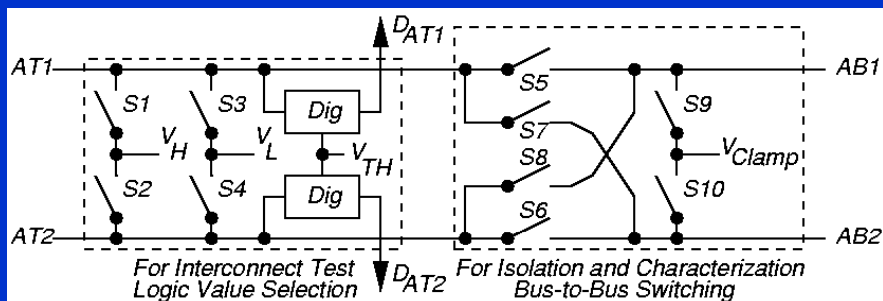 D_AT1
AT1
AB1
S1
S3
S5
S9
Dig
S7
V_H
V_L
V_TH
V_Clamp
S8
S2
S4
Dig
S6
S10
AT2
AB2
D_AT2
For Interconnect Test
Logic Value Selection
For Isolation and Characterization
Bus-to-Bus Switching